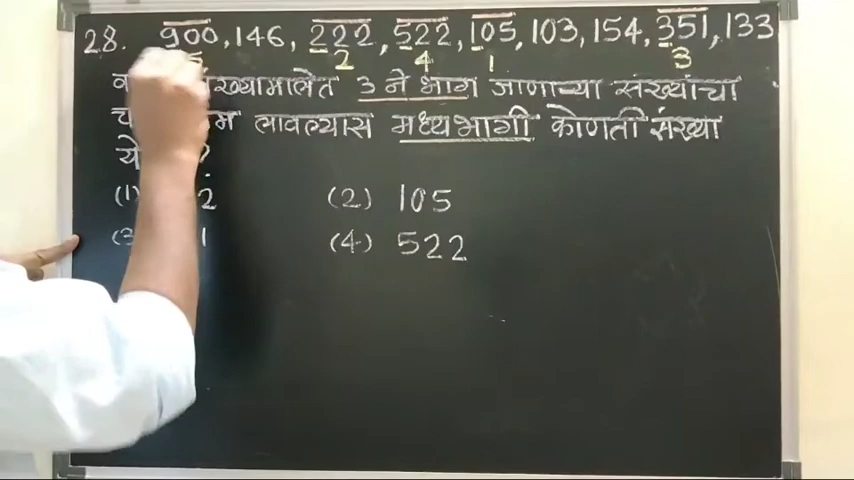 28. 900, 146, 222, 522, 105, 103, 154, 351, 133
5 2 4 1 3
संख्यामालेत 3 ने भाग जाणाऱ्या संख्यांचा
लावल्यास मध्यभागी कोणती संख्या
(2) 105
(4) 522